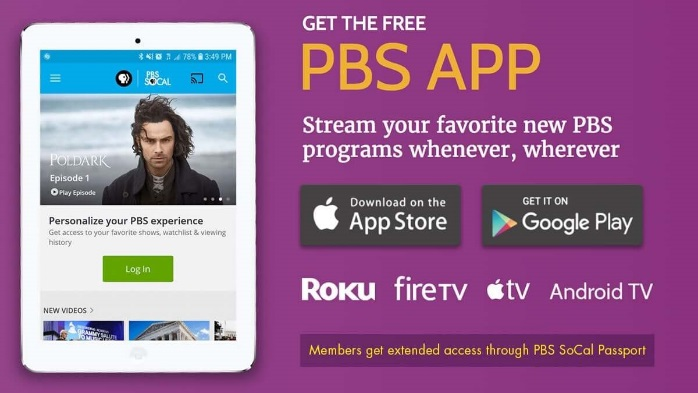 GET THE FREE
PBS APP
Stream your favorite new PBS
programs whenever, wherever
Download on the
App Store
GET IT ON
Google Play
Roku
fireTV
tv
Android TV
Members get extended access through PBS SoCal Passport
78% 3:49 PM
PBS
SOCAL
POLDARK
Episode 1
Play Episode
Personalize your PBS experience
Get access to your favorite shows, watchlist & viewing
history
Log In
NEW VIDEOS
GRAMMY
SALUTE